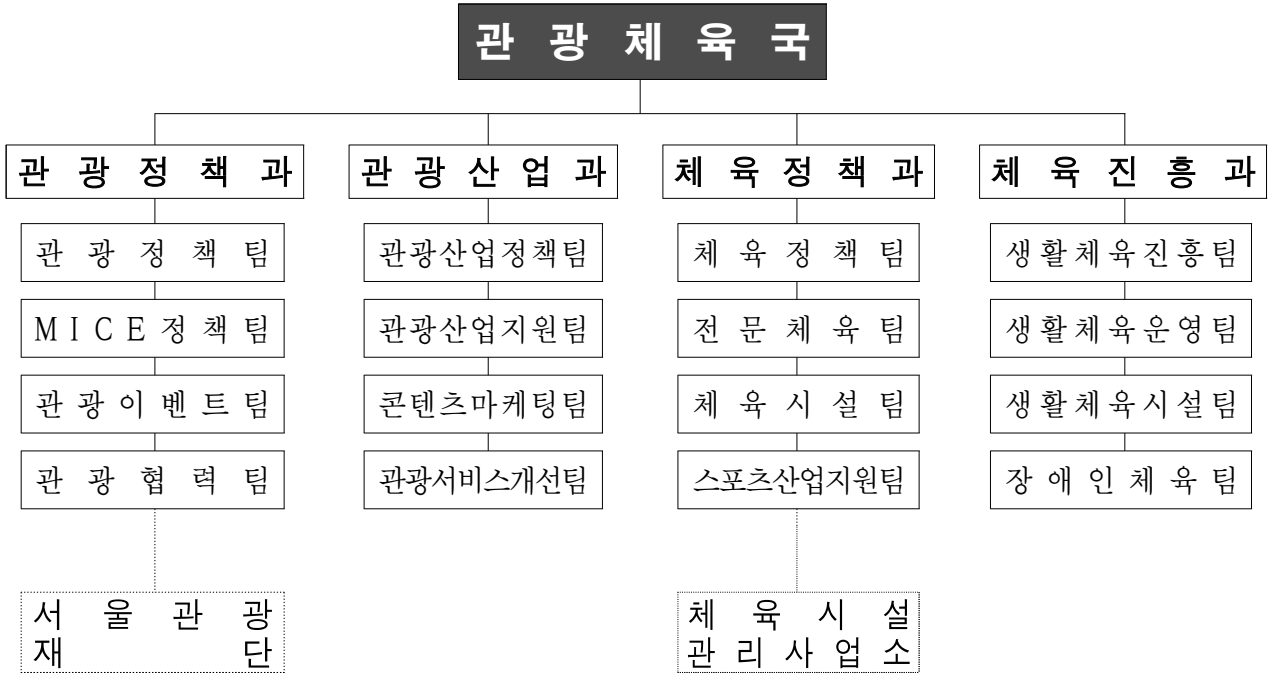 관광체육국
관광정책과
관광산업과
체육정책과
체육진흥과
관광정책팀
관광산업정책팀
체육정책팀
생활체육진흥팀
MICE정책팀
관광산업지원팀
전문체육팀
생활체육운영팀
관광이벤트팀
콘텐츠마케팅팀
체육시설팀
생활체육시설팀
관광협력팀
관광서비스개선팀
스포츠산업지원팀
장애인체육팀
서울관광
재단
체육시설
관리사업소